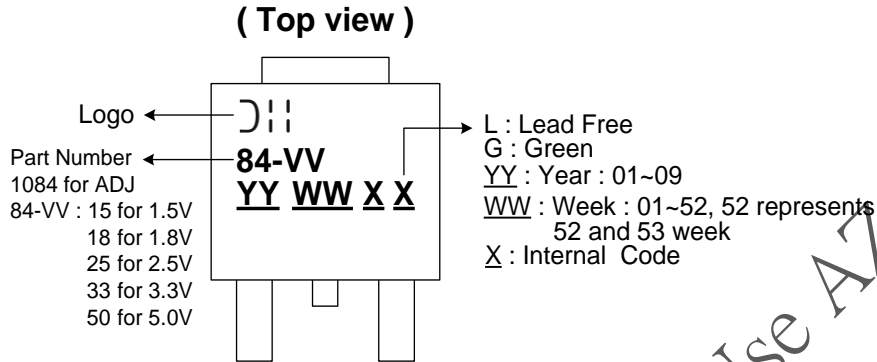 ( Top view )
Logo
Part Number
1084 for ADJ
84-VV : 15 for 1.5V
18 for 1.8V
25 for 2.5V
33 for 3.3V
50 for 5.0V
84-VV
YY WW X X
L : Lead Free
G : Green
YY : Year : 01~09
WW : Week : 01~52, 52 represents
52 and 53 week
X : Internal Code
Use AZ